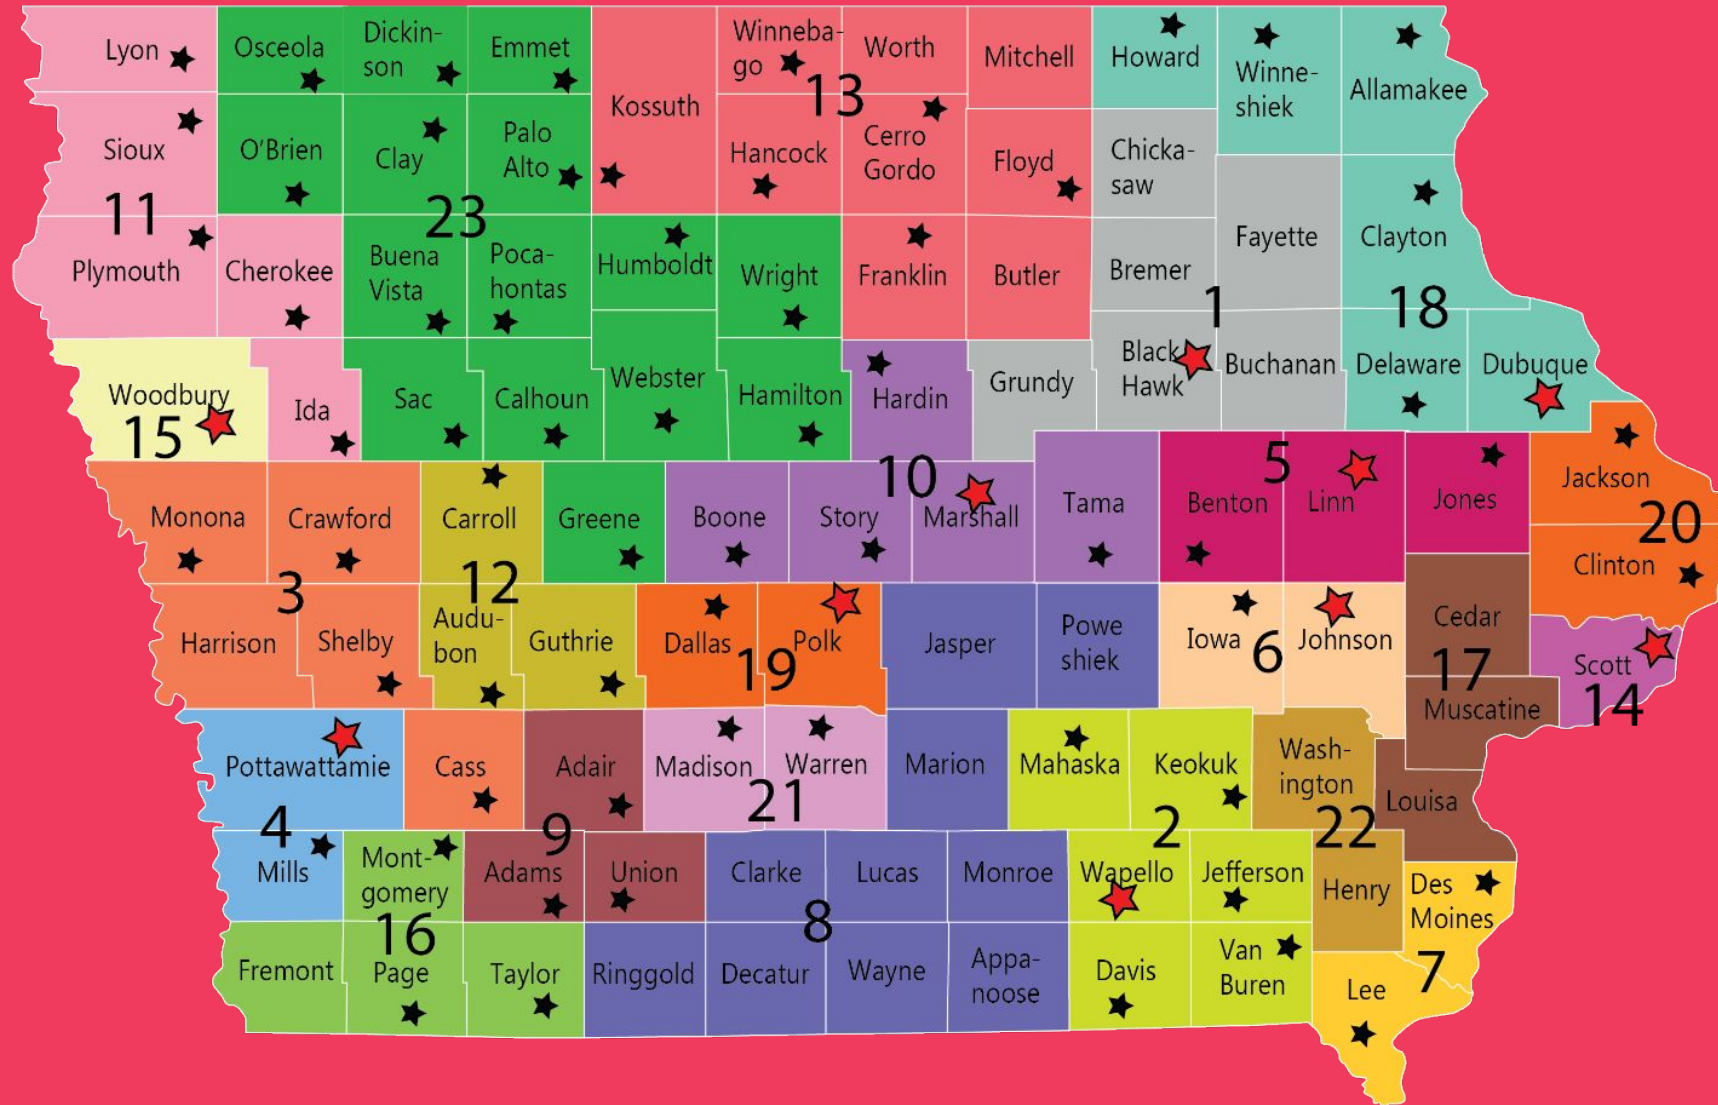 Lyon
Osceola
Dickin-
son
Emmet
Kossuth
Winneba-
go
Worth
Mitchell
Howard
Winne-
shiek
Allamakee
13
Sioux
O'Brien
Clay
Palo
Alto
Hancock
Cerro
Gordo
Floyd
Chicka-
saw
11
23
Plymouth
Cherokee
Buena
Vista
Poca-
hontas
Humboldt
Wright
Franklin
Butler
Bremer
Fayette
Clayton
1
18
Woodbury
15
Ida
Sac
Calhoun
Webster
Hamilton
Hardin
Grundy
Black
Hawk
Buchanan
Delaware
Dubuque
10
5
Monona
Crawford
Carroll
Greene
Boone
Story
Marshall
Tama
Benton
Linn
Jones
Jackson
20
Clinton
3
12
Harrison
Shelby
Audu-
bon
Guthrie
Dallas
19
Polk
Jasper
Powe
shiek
Iowa
6
Johnson
Cedar
17
Muscatine
Scott
14
Pottawattamie
Cass
Adair
Madison
Warren
21
Marion
Mahaska
Keokuk
Wash-
ington
Louisa
4
9
2
22
Mills
Mont-
gomery
Adams
Union
Clarke
Lucas
Monroe
Wapello
Jefferson
Henry
Des
Moines
16
8
7
Fremont
Page
Taylor
Ringgold
Decatur
Wayne
Appa-
noose
Davis
Van
Buren
Lee